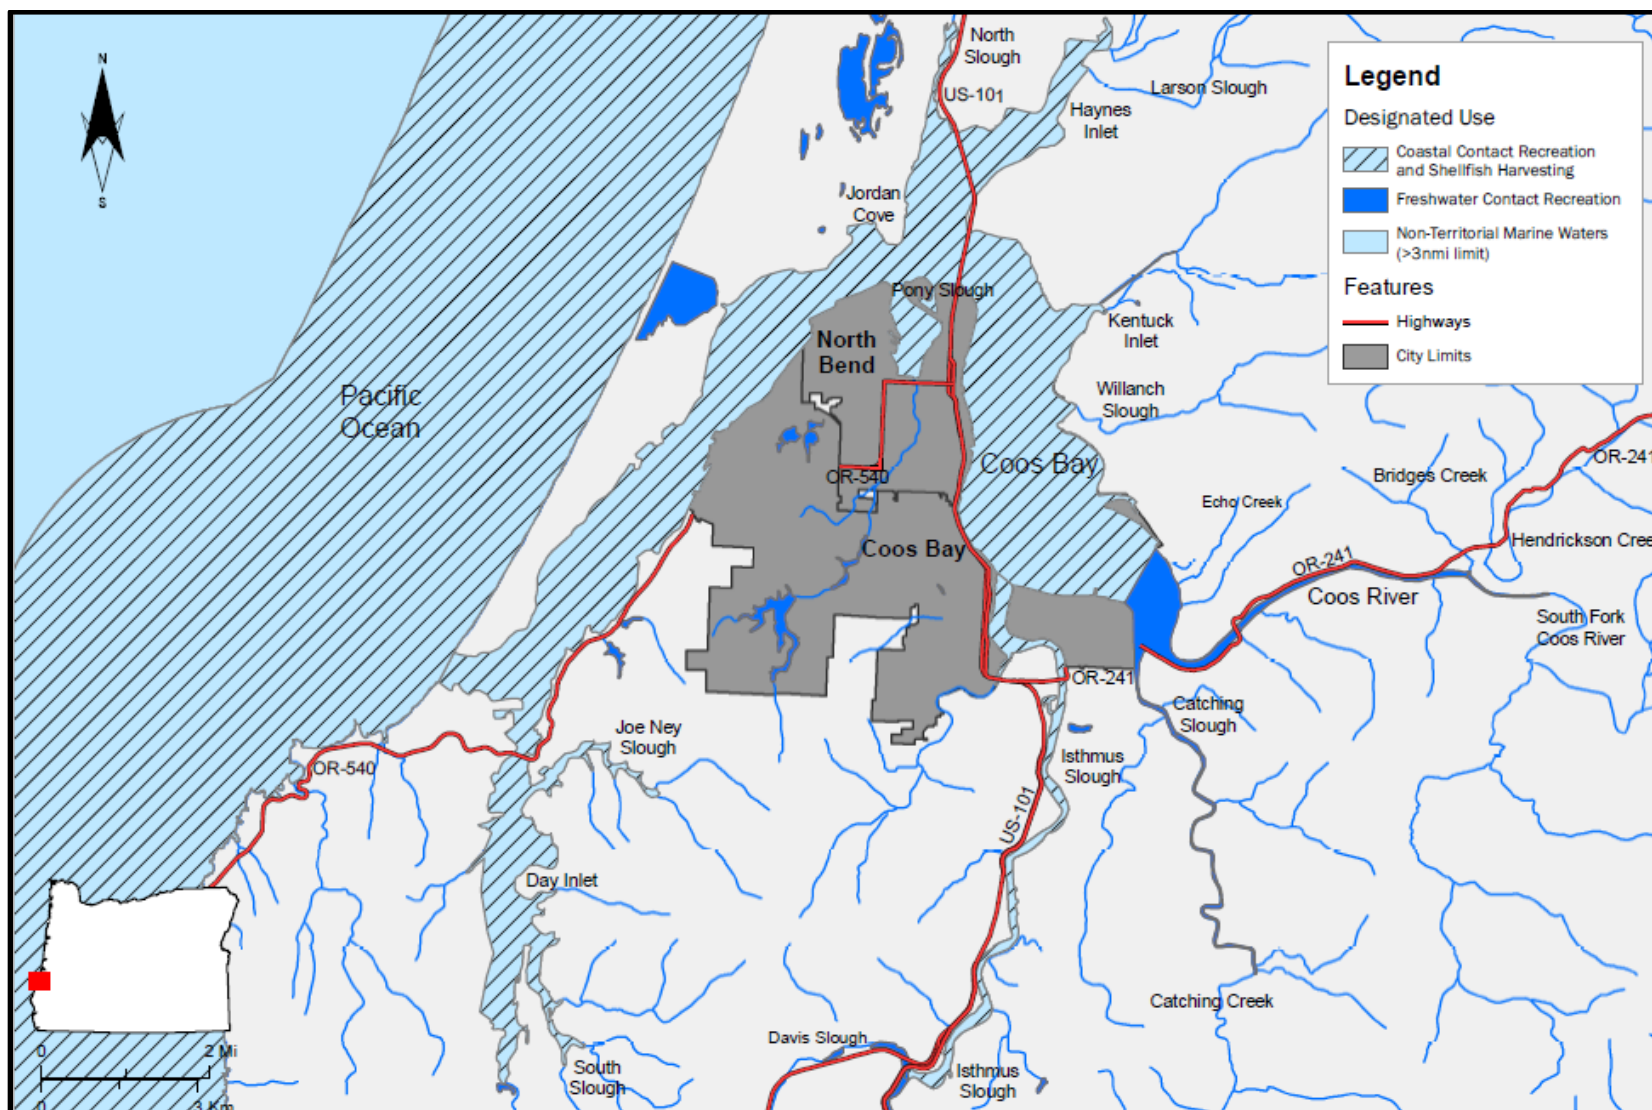 N
S
North
Slough
US-101
Larson Slough
Haynes
Inlet
Jordan
Cove
Legend
Designated Use
Coastal Contact Recreation
and Shellfish Harvesting
Freshwater Contact Recreation
Non-Territorial Marine Waters
(>3nmi limit)
Features
Highways
City Limits
Pony Slough
Kentuck
Inlet
North
Bend
Pacific
Ocean
Willanch
Slough
Coos Bay
OR-540
Bridges Creek
OR-241
Echo Creek
Coos Bay
Hendrickson Cree
OR-241
Coos River
South Fork
Coos River
OR-241
Catching
Slough
Joe Ney
Slough
Isthmus
Slough
OR-540
US-101
Day Inlet
Catching Creek
Davis Slough
South
Slough
Isthmus
Slough
0 2 Mi
0 3 Km